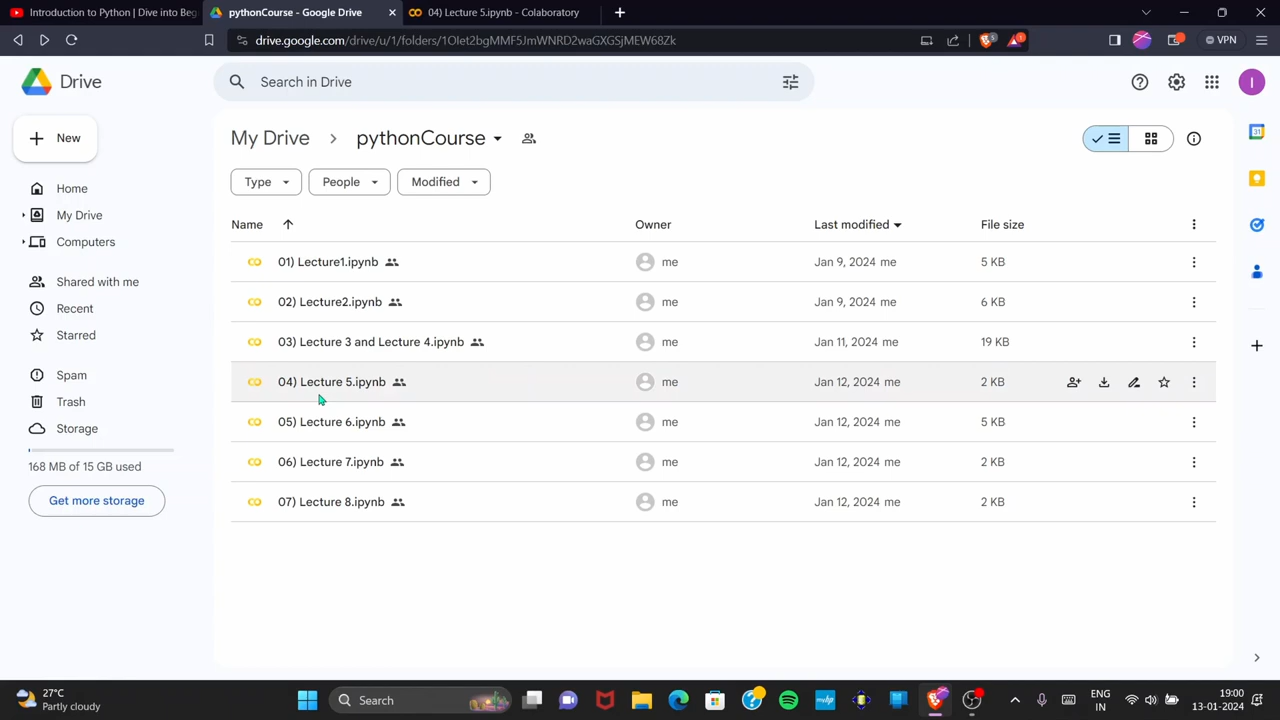 Introduction to Python | Dive into Beg
pythonCourse - Google Drive
04) Lecture 5.ipynb - Colaboratory
drive.google.com/drive/u/1/folders/1OIet2bgMMF5JmWNRD2waGXGSjMEW68Zk
VPN
Drive
Search in Drive
New
My Drive
pythonCourse
Type
People
Modified
Home
My Drive
Computers
Shared with me
Recent
Starred
Spam
Trash
Storage
168 MB of 15 GB used
Get more storage
Name
Owner
Last modified
File size
01) Lecture1.ipynb me Jan 9, 2024 me 5 KB
02) Lecture2.ipynb me Jan 9, 2024 me 6 KB
03) Lecture 3 and Lecture 4.ipynb me Jan 11, 2024 me 19 KB
04) Lecture 5.ipynb me Jan 12, 2024 me 2 KB
05) Lecture 6.ipynb me Jan 12, 2024 me 5 KB
06) Lecture 7.ipynb me Jan 12, 2024 me 2 KB
07) Lecture 8.ipynb me Jan 12, 2024 me 2 KB
I
31
27°C
Partly cloudy
Search
ENG
IN
19:00
13-01-2024